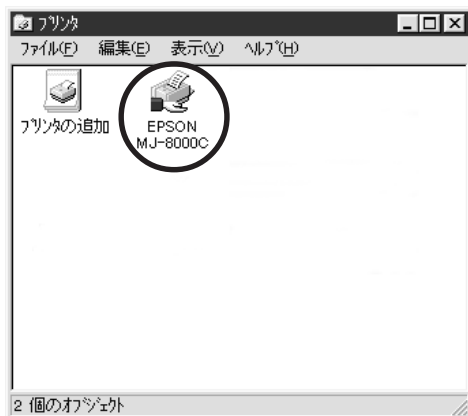 プリンタ
ファイル(F) 編集(E) 表示(V) ヘルプ(H)
プリンタの追加
EPSON
MJ-8000C
2 個のオブジェクト